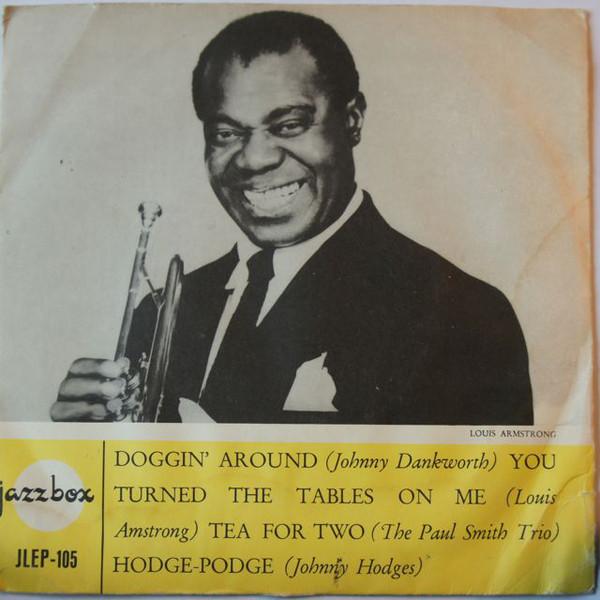 LOUIS ARMSTRONG
jazzbox
JLEP-105
DOGGIN' AROUND (Johnny Dankworth) YOU
TURNED THE TABLES ON ME (Louis
Amstrong) TEA FOR TWO (The Paul Smith Trio)
HODGE-PODGE (Johnny Hodges)